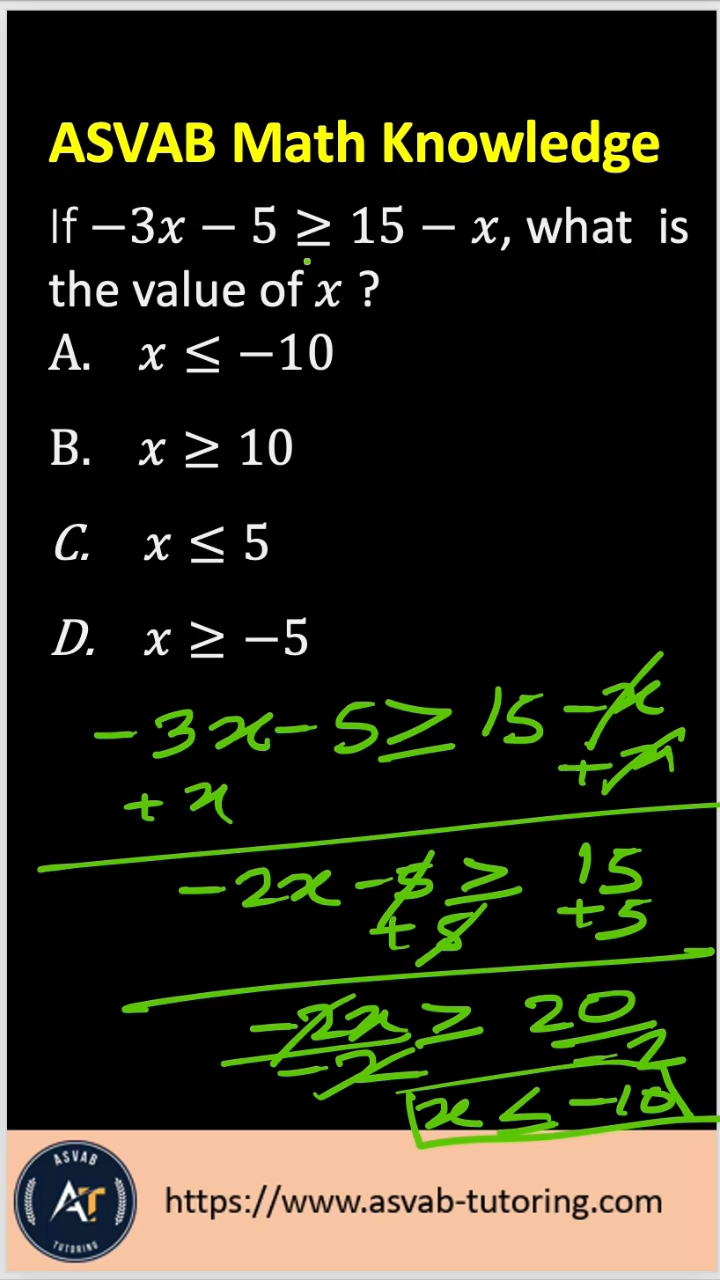 ASVAB Math Knowledge
If −3x − 5 ≥ 15 − x, what is
the value of x ?
A. x ≤ −10
B. x ≥ 10
C. x ≤ 5
D. x ≥ −5
-3x-5≥15-x
+x +x
-2x-5≥ 15
+5 +5
-2x≥ 20
-2 -2
x≤-10
ASVAB
AT
TUTORING
https://www.asvab-tutoring.com